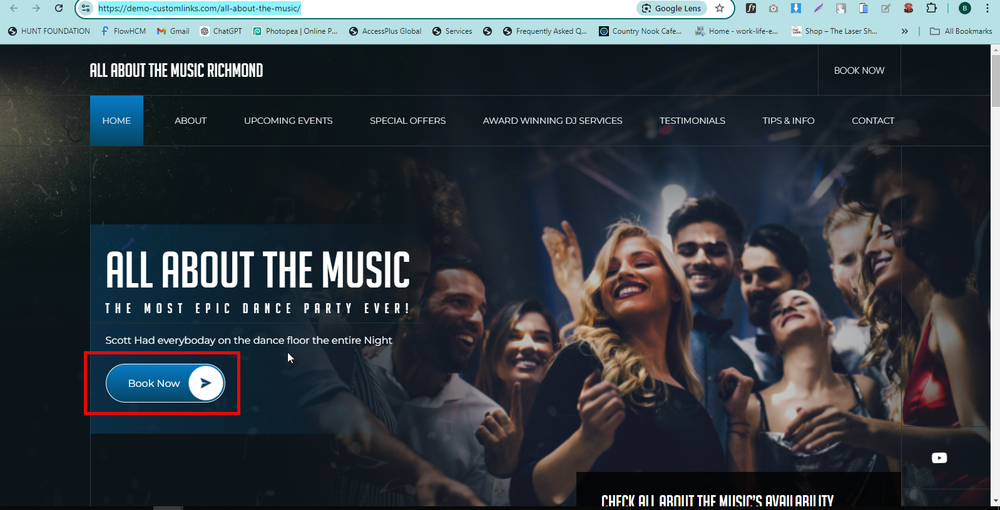 https://demo-customlinks.com/all-about-the-music/
Google Lens
f?
SEO
B
HUNT FOUNDATION
FlowHCM
Gmail
ChatGPT
Photopea | Online P...
AccessPlus Global
Services
Frequently Asked Q...
Country Nook Cafe...
Home - work-life-e...
Shop – The Laser Sh...
»
All Bookmarks
ALL ABOUT THE MUSIC RICHMOND
BOOK NOW
HOME
ABOUT
UPCOMING EVENTS
SPECIAL OFFERS
AWARD WINNING DJ SERVICES
TESTIMONIALS
TIPS & INFO
CONTACT
ALL ABOUT THE MUSIC
THE MOST EPIC DANCE PARTY EVER!
Scott Had everyboday on the dance floor the entire Night
Book Now
CHECK ALL ABOUT THE MUSIC'S AVAILABILITY